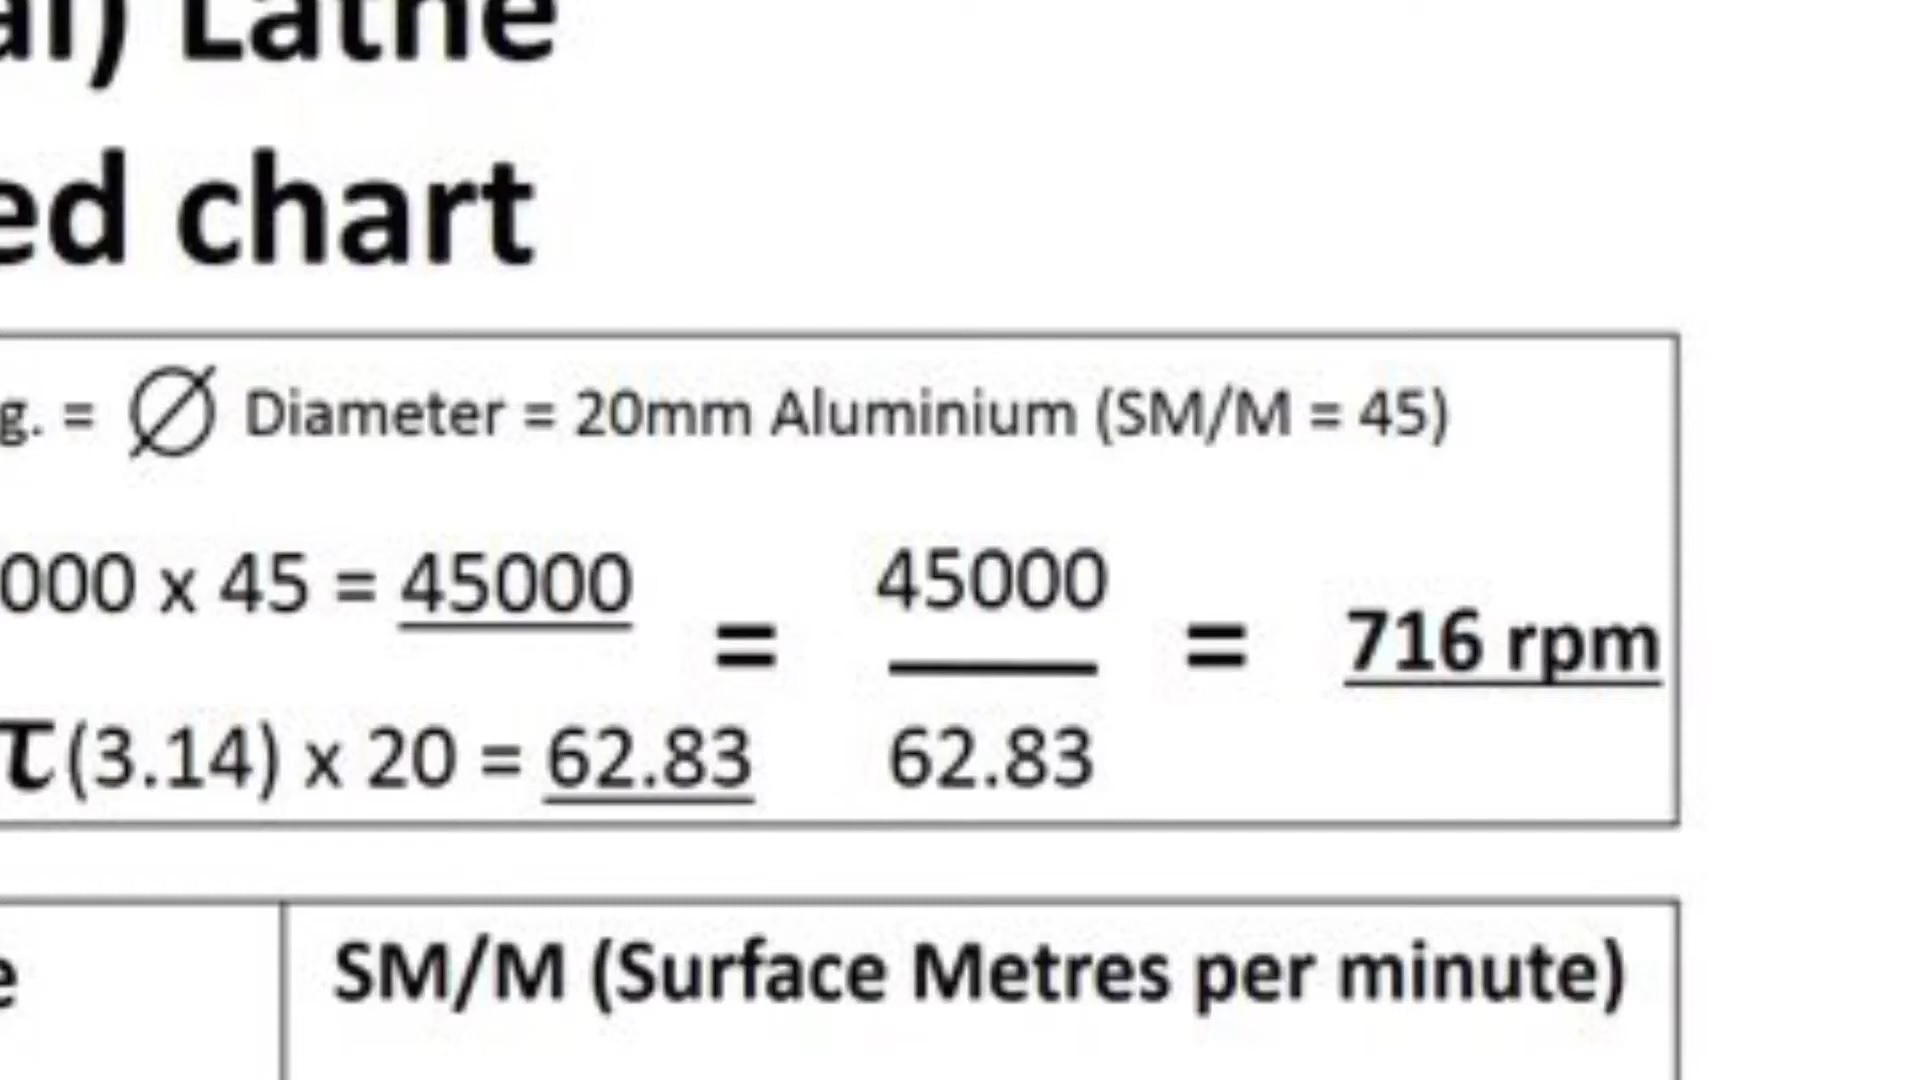 al) Lathe
ed chart
g. = Ø Diameter = 20mm Aluminium (SM/M = 45)
000 x 45 = 45000
= 45000 = 716 rpm
τ(3.14) x 20 = 62.83
62.83
e
SM/M (Surface Metres per minute)